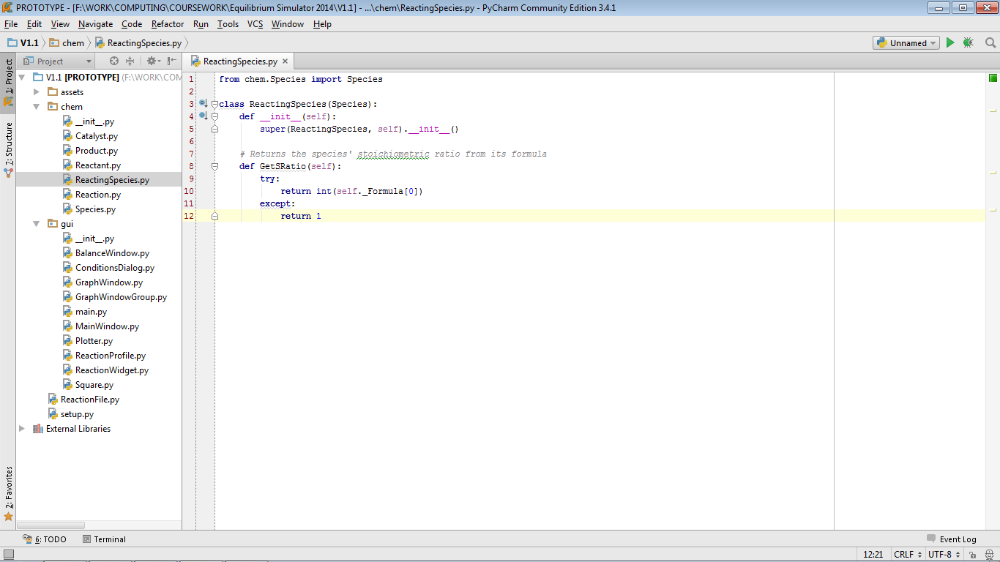 PROTOTYPE - [F:\WORK\COMPUTING\COURSEWORK\Equilibrium Simulator 2014\V1.1] - ...\chem\ReactingSpecies.py - PyCharm Community Edition 3.4.1
File Edit View Navigate Code Refactor Run Tools VCS Window Help
V1.1 chem ReactingSpecies.py Unnamed
1: Project
7: Structure
2: Favorites
Project
V1.1 [PROTOTYPE] (F:\WORK\COM
assets
chem
__init__.py
Catalyst.py
Product.py
Reactant.py
ReactingSpecies.py
Reaction.py
Species.py
gui
__init__.py
BalanceWindow.py
ConditionsDialog.py
GraphWindow.py
GraphWindowGroup.py
main.py
MainWindow.py
Plotter.py
ReactionProfile.py
ReactionWidget.py
Square.py
ReactionFile.py
setup.py
External Libraries
ReactingSpecies.py
1 from chem.Species import Species
2
3 class ReactingSpecies(Species):
4 def __init__(self):
5 super(ReactingSpecies, self).__init__()
6
7 # Returns the species' stoichiometric ratio from its formula
8 def GetSRatio(self):
9 try:
10 return int(self._Formula[0])
11 except:
12 return 1
6: TODO Terminal Event Log
12:21 CRLF UTF-8